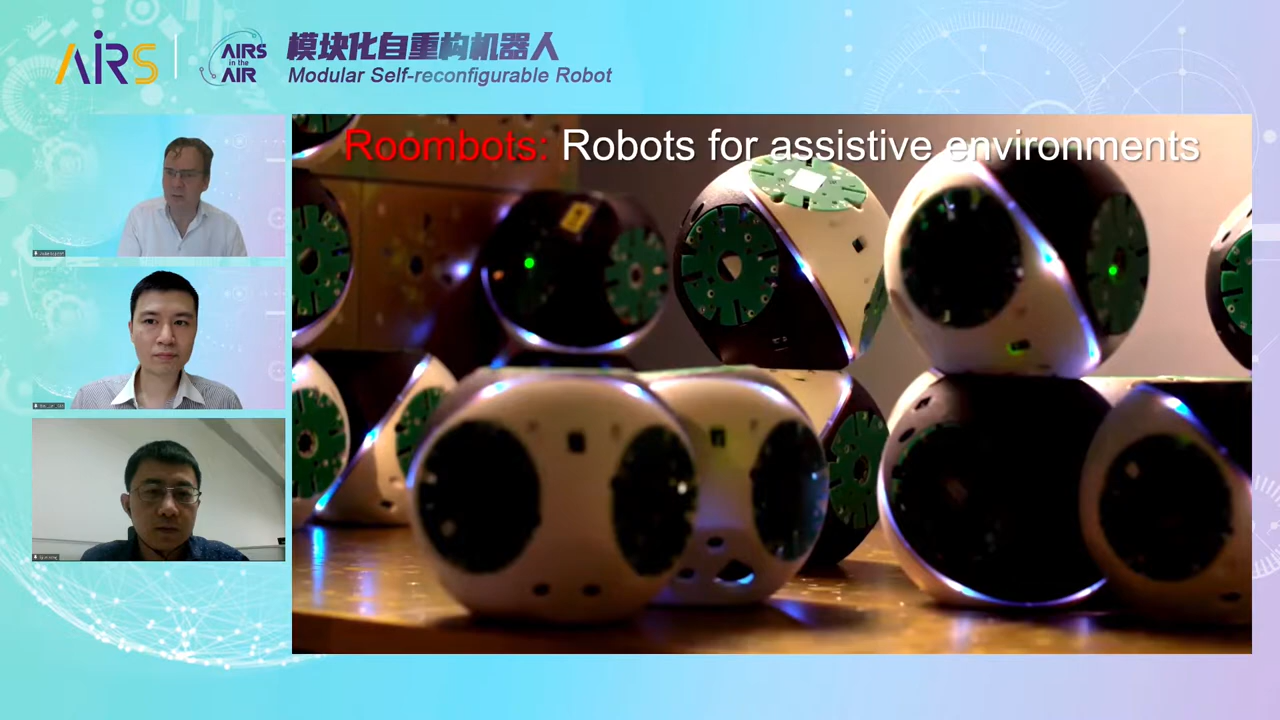 AIRS
AIRS
in the
AIR
模块化自重构机器人
Modular Self-reconfigurable Robot
Roombots: Robots for assistive environments